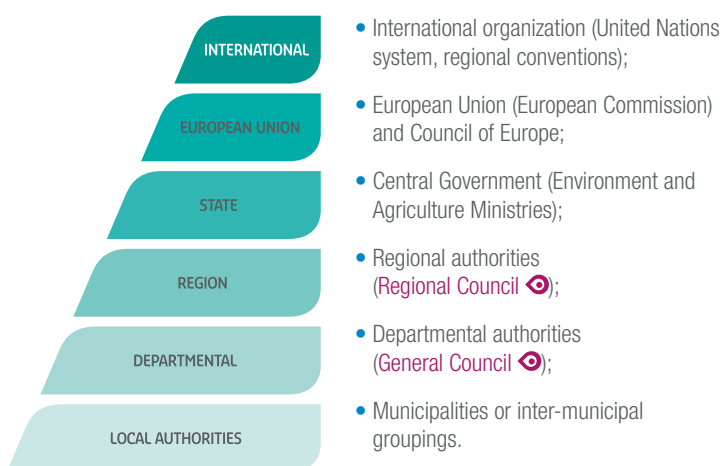 INTERNATIONAL
• International organization (United Nations
system, regional conventions);
EUROPEAN UNION
• European Union (European Commission)
and Council of Europe;
STATE
• Central Government (Environment and
Agriculture Ministries);
REGION
• Regional authorities
(Regional Council );
DEPARTMENTAL
• Departmental authorities
(General Council );
LOCAL AUTHORITIES
• Municipalities or inter-municipal
groupings.